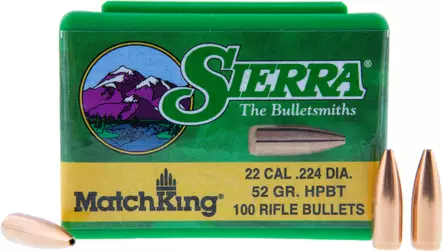 SIERRA®
The Bulletsmiths
22 CAL .224 DIA.
52 GR. HPBT
MatchKing® 100 RIFLE BULLETS